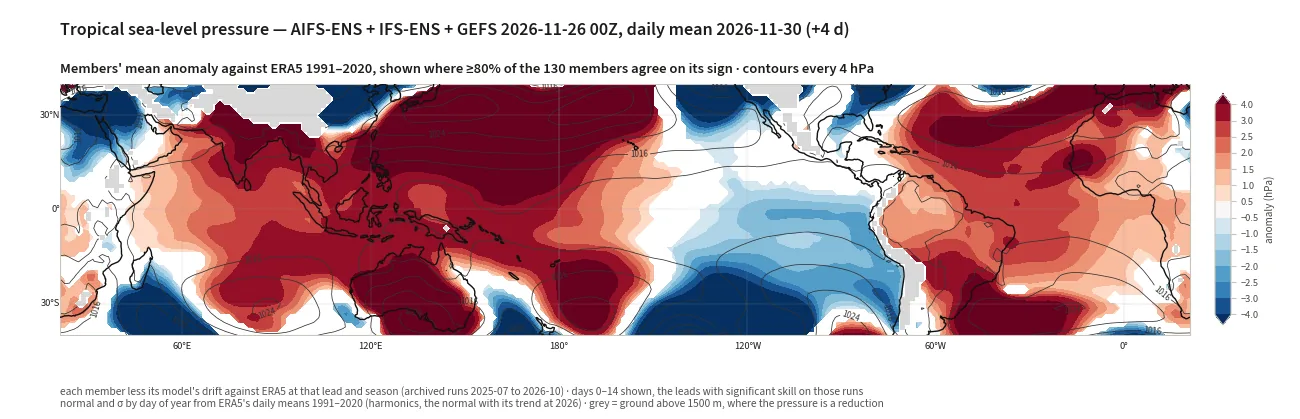 Tropical sea-level pressure — AIFS-ENS + IFS-ENS + GEFS 2026-11-26 00Z, daily mean 2026-11-30 (+4 d)
Members' mean anomaly against ERA5 1991–2020, shown where ≥80% of the 130 members agree on its sign · contours every 4 hPa
30°N
0°
30°S
60°E
120°E
180°
120°W
60°W
0°
1016
1024
1016
1024
1016
1016
1016
4.0
3.0
2.5
2.0
1.5
1.0
0.5
−0.5
−1.0
−1.5
−2.0
−2.5
−3.0
−4.0
anomaly (hPa)
each member less its model's drift against ERA5 at that lead and season (archived runs 2025-07 to 2026-10) · days 0–14 shown, the leads with significant skill on those runs
normal and σ by day of year from ERA5's daily means 1991–2020 (harmonics, the normal with its trend at 2026) · grey = ground above 1500 m, where the pressure is a reduction